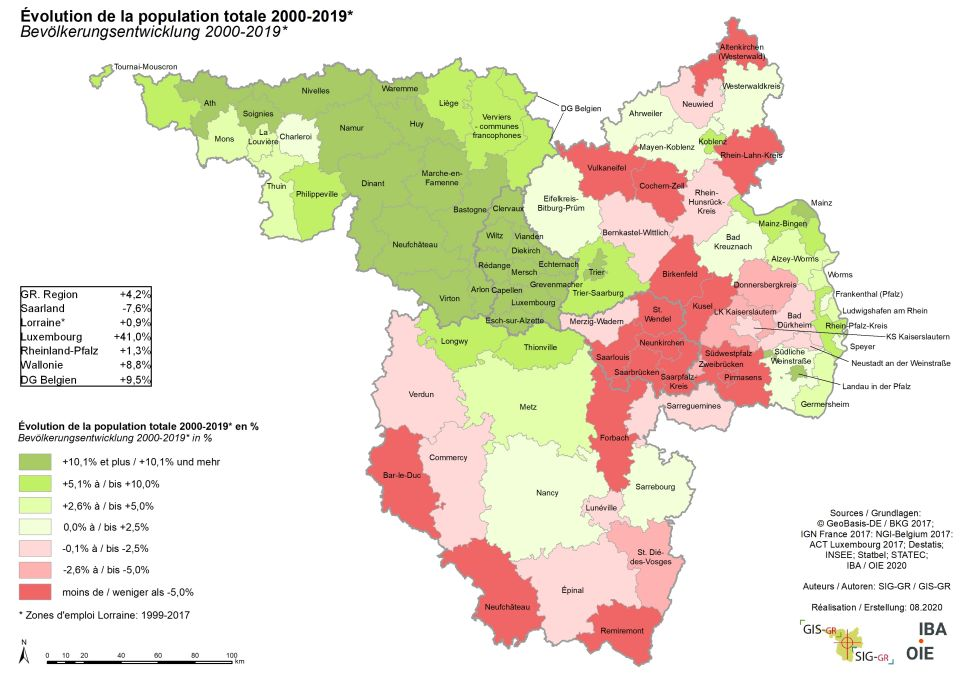 Évolution de la population totale 2000-2019*
Bevölkerungsentwicklung 2000-2019*
Altenkirchen
(Westerwald)
Tournai-Mouscron
Westerwaldkreis
Neuwied
Ath
Nivelles
Waremme
Liège
DG Belgien
Ahrweiler
Soignies
Verviers
- communes
francophones
Mons
La
Louvière
Charleroi
Namur
Huy
Koblenz
Mayen-Koblenz
Rhein-Lahn-Kreis
Vulkaneifel
Cochem-Zell
Thuin
Philippeville
Dinant
Marche-en-
Famenne
Eifelkreis-
Bitburg-Prüm
Rhein-
Hunsrück-
Kreis
Mainz
Bastogne
Clervaux
Mainz-Bingen
Wiltz
Vianden
Bernkastel-Wittlich
Bad
Kreuznach
Neufchâteau
Diekirch
Alzey-Worms
Rédange
Echternach
Mersch
Trier
Birkenfeld
Worms
Arlon
Capellen
Grevenmacher
Trier-Saarburg
Donnersbergkreis
Frankenthal (Pfalz)
Virton
Luxembourg
Kusel
Ludwigshafen am Rhein
Esch-sur-Alzette
Merzig-Wadern
St.
Wendel
LK Kaiserslautern
Bad
Dürkheim
Rhein-Pfalz-Kreis
KS Kaiserslautern
Longwy
Thionville
Neunkirchen
Speyer
Saarlouis
Südwestpfalz
Zweibrücken
Südliche
Weinstraße
Neustadt an der Weinstraße
Saarbrücken
Saarpfalz-
Kreis
Pirmasens
Landau in der Pfalz
Verdun
Metz
Sarreguemines
Germersheim
Forbach
Commercy
Bar-le-Duc
Nancy
Sarrebourg
Lunéville
St. Dié-
des-Vosges
Épinal
Neufchâteau
Remiremont
GR. Region +4,2%
Saarland -7,6%
Lorraine* +0,9%
Luxembourg +41,0%
Rheinland-Pfalz +1,3%
Wallonie +8,8%
DG Belgien +9,5%
Évolution de la population totale 2000-2019* en %
Bevölkerungsentwicklung 2000-2019* in %
+10,1% et plus / +10,1% und mehr
+5,1% à / bis +10,0%
+2,6% à / bis +5,0%
0,0% à / bis +2,5%
-0,1% à / bis -2,5%
-2,6% à / bis -5,0%
moins de / weniger als -5,0%
* Zones d'emploi Lorraine: 1999-2017
N
0 20 40 60 80 100
km
Sources / Grundlagen:
© GeoBasis-DE / BKG 2017;
IGN France 2017: NGI-Belgium 2017:
ACT Luxembourg 2017; Destatis;
INSEE; Statbel; STATEC;
IBA / OIE 2020
Auteurs / Autoren: SIG-GR / GIS-GR
Réalisation / Erstellung: 08.2020
GIS-GR
SIG-GR
IBA
OIE